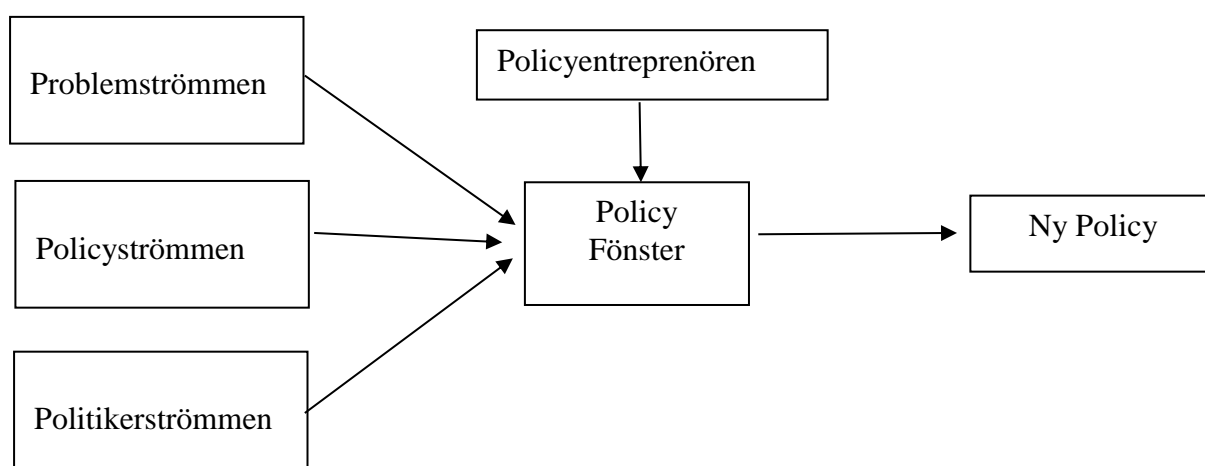 Problemströmmen
Policyentreprenören
Policyströmmen
Policy
Fönster
Ny Policy
Politikerströmmen